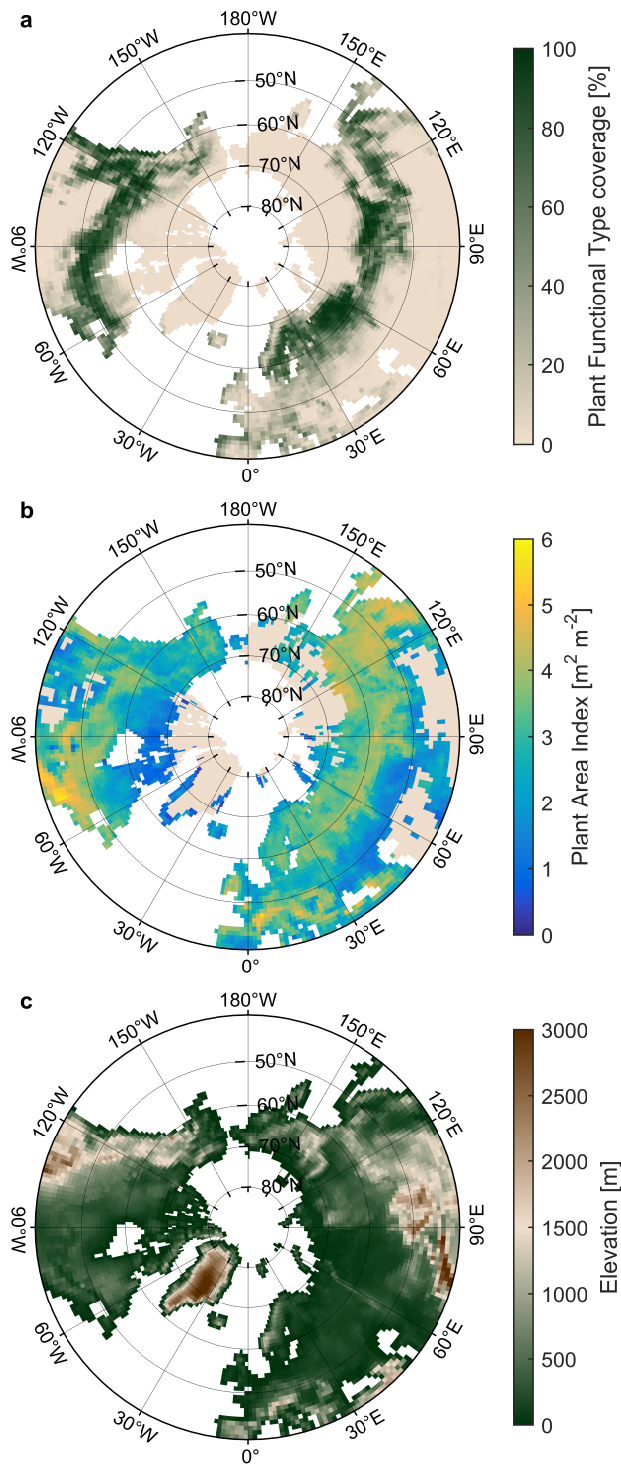 a
180°W
150°W
150°E
50°N
60°N
120°W
120°E
70°N
80°N
90°W
90°E
60°W
60°E
30°W
30°E
0°
100
80
60
40
20
0
Plant Functional Type coverage [%]
b
180°W
150°W
150°E
50°N
60°N
120°W
120°E
70°N
80°N
90°W
90°E
60°W
60°E
30°W
30°E
0°
6
5
4
3
2
1
0
Plant Area Index [m² m⁻²]
c
180°W
150°W
150°E
50°N
60°N
120°W
120°E
70°N
80°N
90°W
90°E
60°W
60°E
30°W
30°E
0°
3000
2500
2000
1500
1000
500
0
Elevation [m]